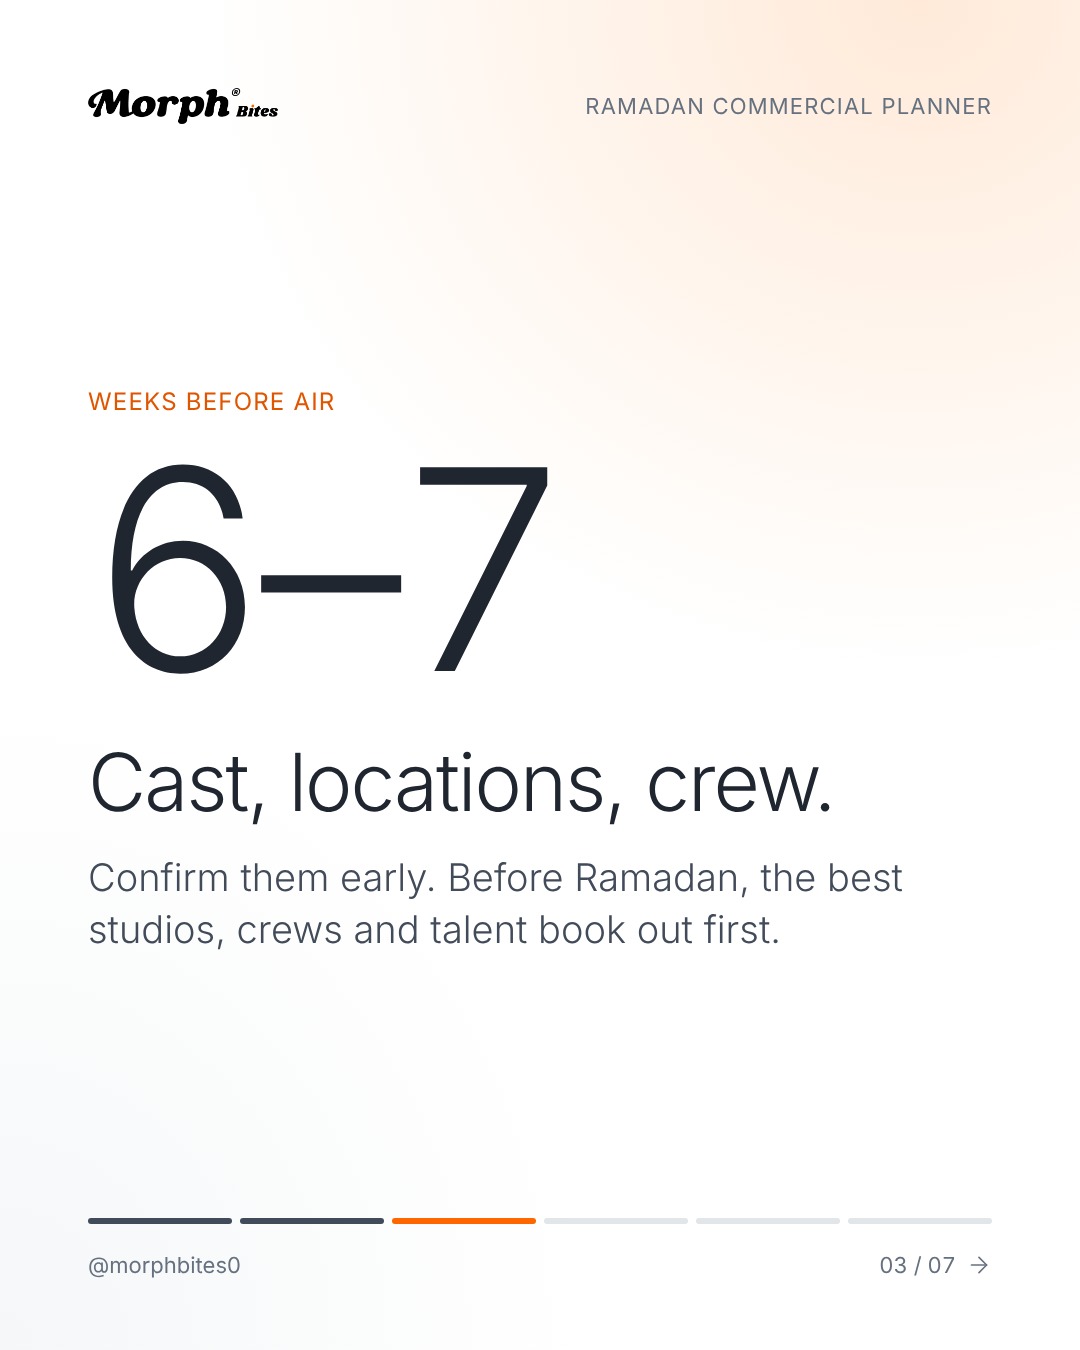 Morph® Bites
RAMADAN COMMERCIAL PLANNER
WEEKS BEFORE AIR
6–7
Cast, locations, crew.
Confirm them early. Before Ramadan, the best
studios, crews and talent book out first.
@morphbites0
03 / 07 →